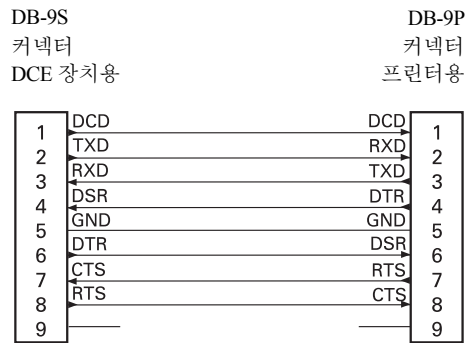 DB-9S
커넥터
DCE 장치용
DB-9P
커넥터
프린터용
1 DCD DCD 1
2 TXD RXD 2
3 RXD TXD 3
4 DSR DTR 4
5 GND GND 5
6 DTR DSR 6
7 CTS RTS 7
8 RTS CTS 8
9 9